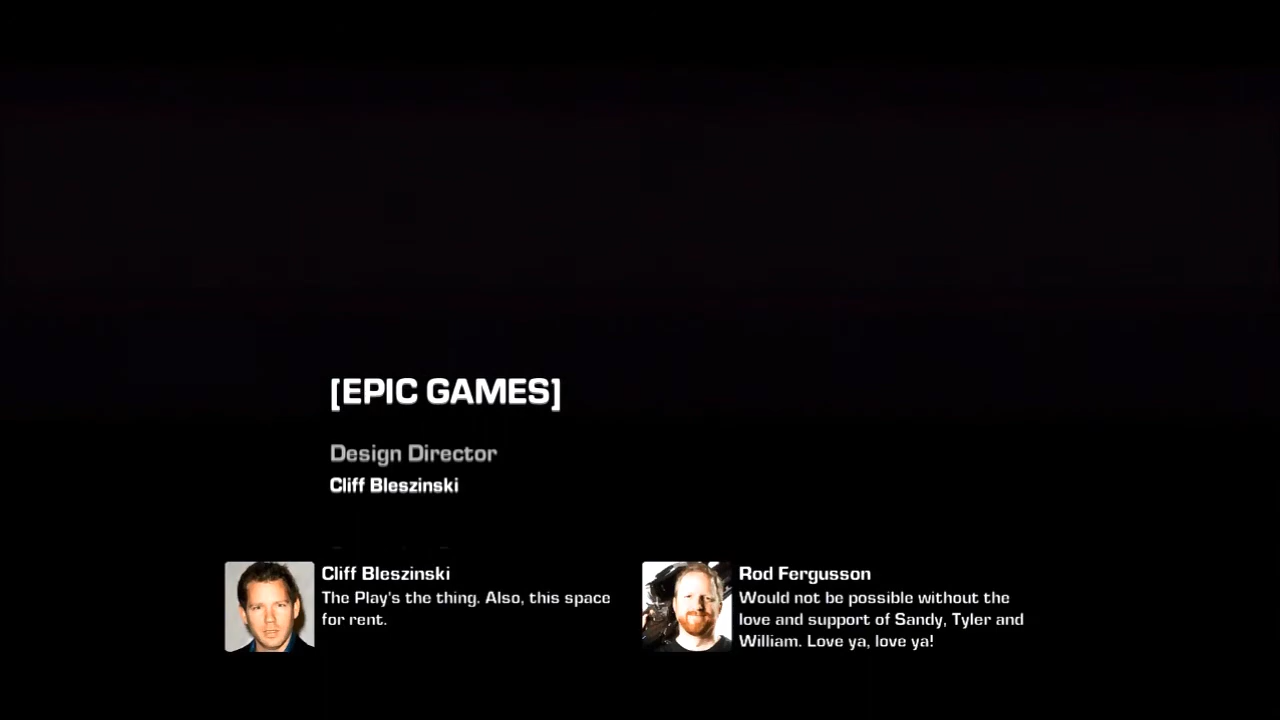 [EPIC GAMES]
Design Director
Cliff Bleszinski
Cliff Bleszinski
The Play's the thing. Also, this space
for rent.
Rod Fergusson
Would not be possible without the
love and support of Sandy, Tyler and
William. Love ya, love ya!